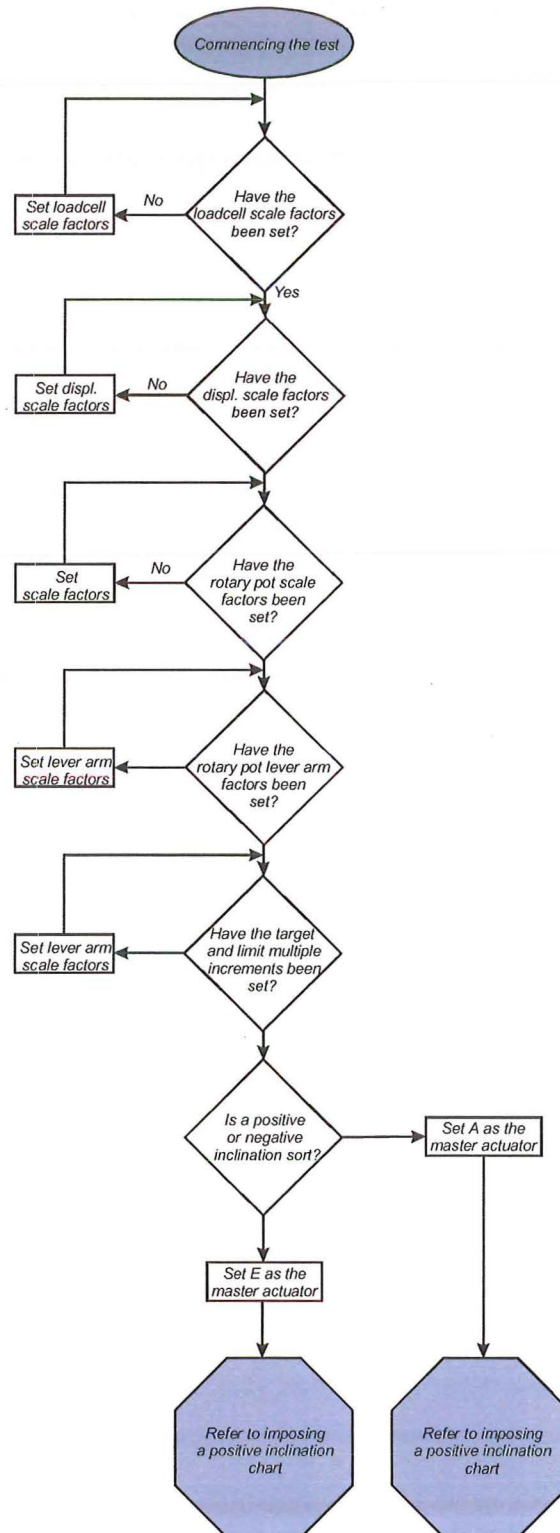 Commencing the test
Have the
loadcell scale factors
been set?
No
Set loadcell
scale factors
Yes
Have the
displ. scale factors
been set?
No
Set displ.
scale factors
Have the
rotary pot scale
factors been
set?
No
Set
scale factors
Have the
rotary pot lever arm
factors been
set?
Set lever arm
scale factors
Have the target
and limit multiple
increments been
set?
Set lever arm
scale factors
Is a positive
or negative
inclination sort?
Set A as the
master actuator
Set E as the
master actuator
Refer to imposing
a positive inclination
chart
Refer to imposing
a positive inclination
chart